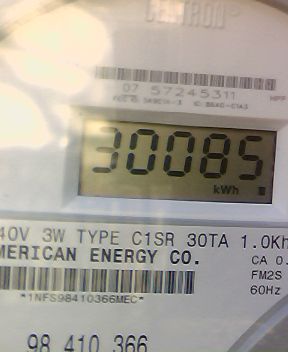 CENTRON®
07 57245311
30085
kWh
40V 3W TYPE C1SR 30TA 1.0Kh
MERICAN ENERGY CO.
CA 0.
FM2S
60Hz
*1NFS98410366MEC*
98 410 366